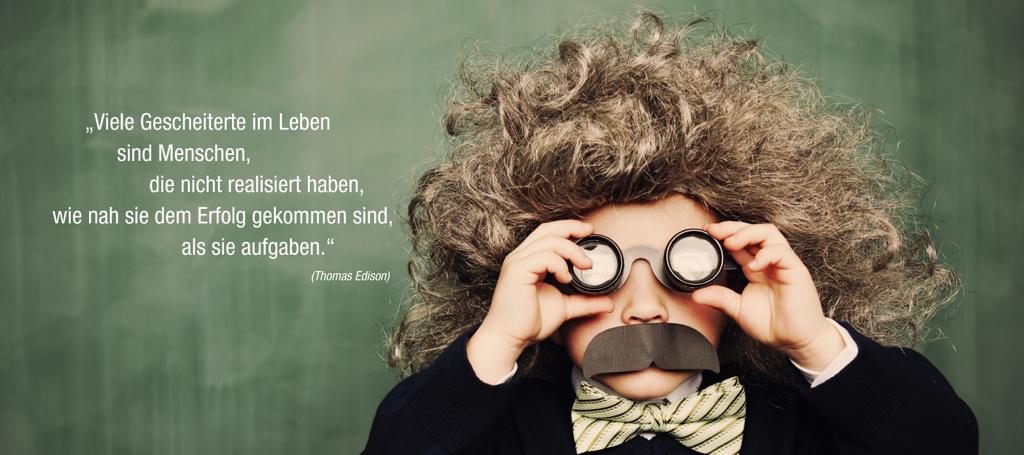 „Viele Gescheiterte im Leben
sind Menschen,
die nicht realisiert haben,
wie nah sie dem Erfolg gekommen sind,
als sie aufgaben.“
(Thomas Edison)